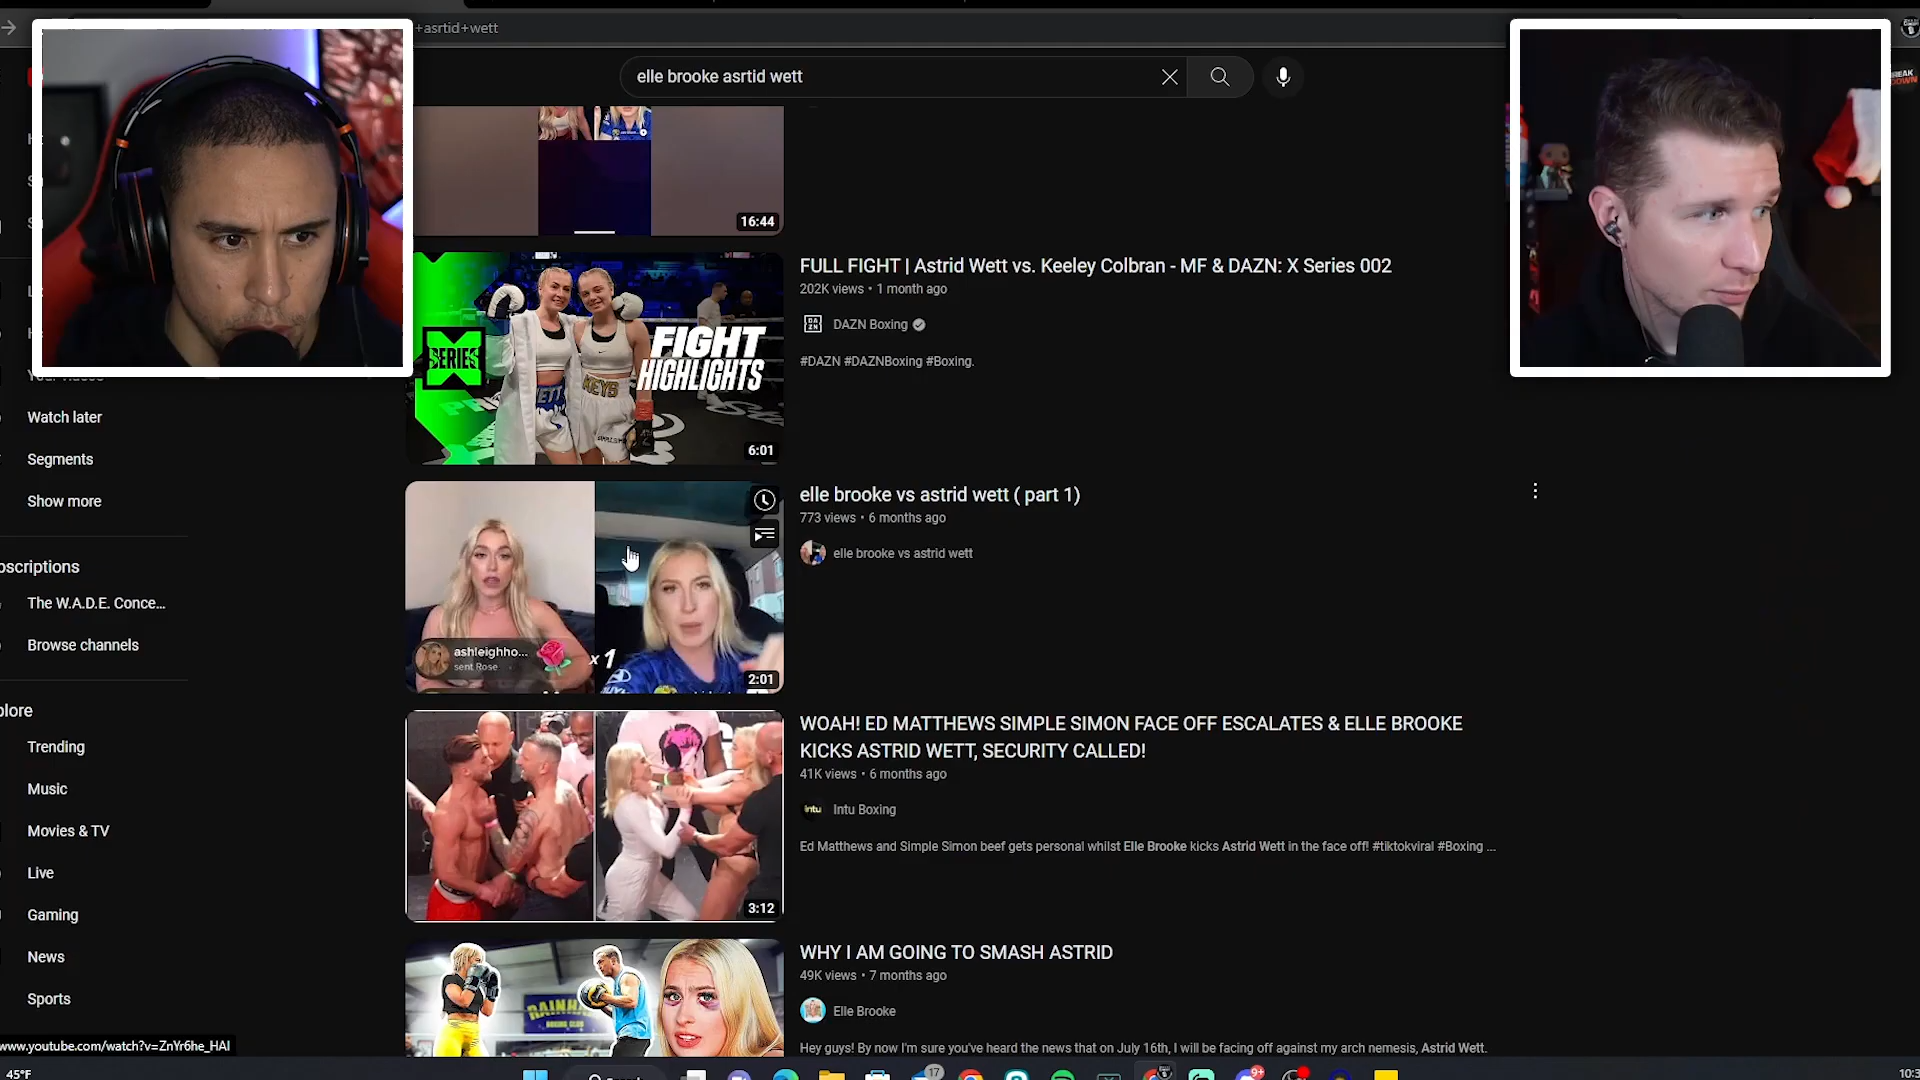 +asrtid+wett
elle brooke asrtid wett
16:44
FULL FIGHT | Astrid Wett vs. Keeley Colbran - MF & DAZN: X Series 002
202K views • 1 month ago
DAZN Boxing
#DAZN #DAZNBoxing #Boxing.
X
SERIES
FIGHT
HIGHLIGHTS
6:01
Your videos
Watch later
Segments
Show more
elle brooke vs astrid wett ( part 1)
773 views • 6 months ago
elle brooke vs astrid wett
ashleighho...
sent Rose
x 1
2:01
bscriptions
The W.A.D.E. Conce...
Browse channels
plore
Trending
Music
Movies & TV
Live
Gaming
News
Sports
WOAH! ED MATTHEWS SIMPLE SIMON FACE OFF ESCALATES & ELLE BROOKE
KICKS ASTRID WETT, SECURITY CALLED!
41K views • 6 months ago
intu
Intu Boxing
Ed Matthews and Simple Simon beef gets personal whilst Elle Brooke kicks Astrid Wett in the face off! #tiktokviral #Boxing ...
3:12
WHY I AM GOING TO SMASH ASTRID
49K views • 7 months ago
Elle Brooke
Hey guys! By now I'm sure you've heard the news that on July 16th, I will be facing off against my arch nemesis, Astrid Wett.
www.youtube.com/watch?v=ZnYr6he_HAI
45°F
17
9+
10:3